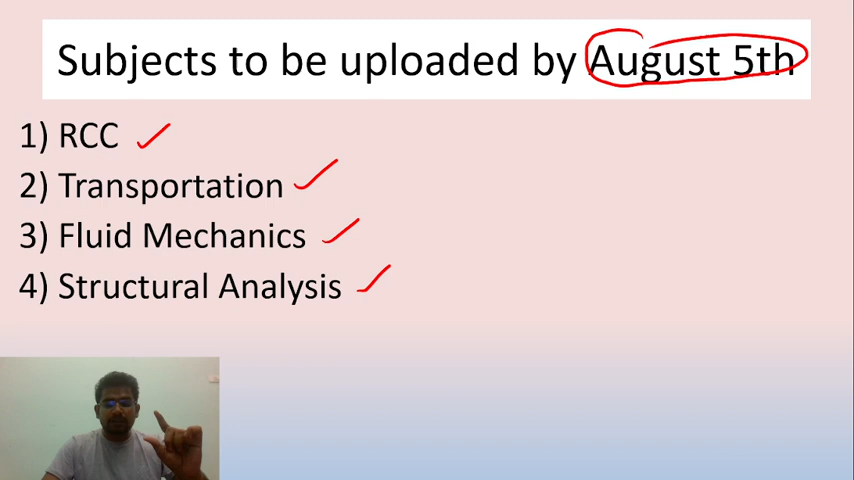 Subjects to be uploaded by August 5th
1) RCC
2) Transportation
3) Fluid Mechanics
4) Structural Analysis